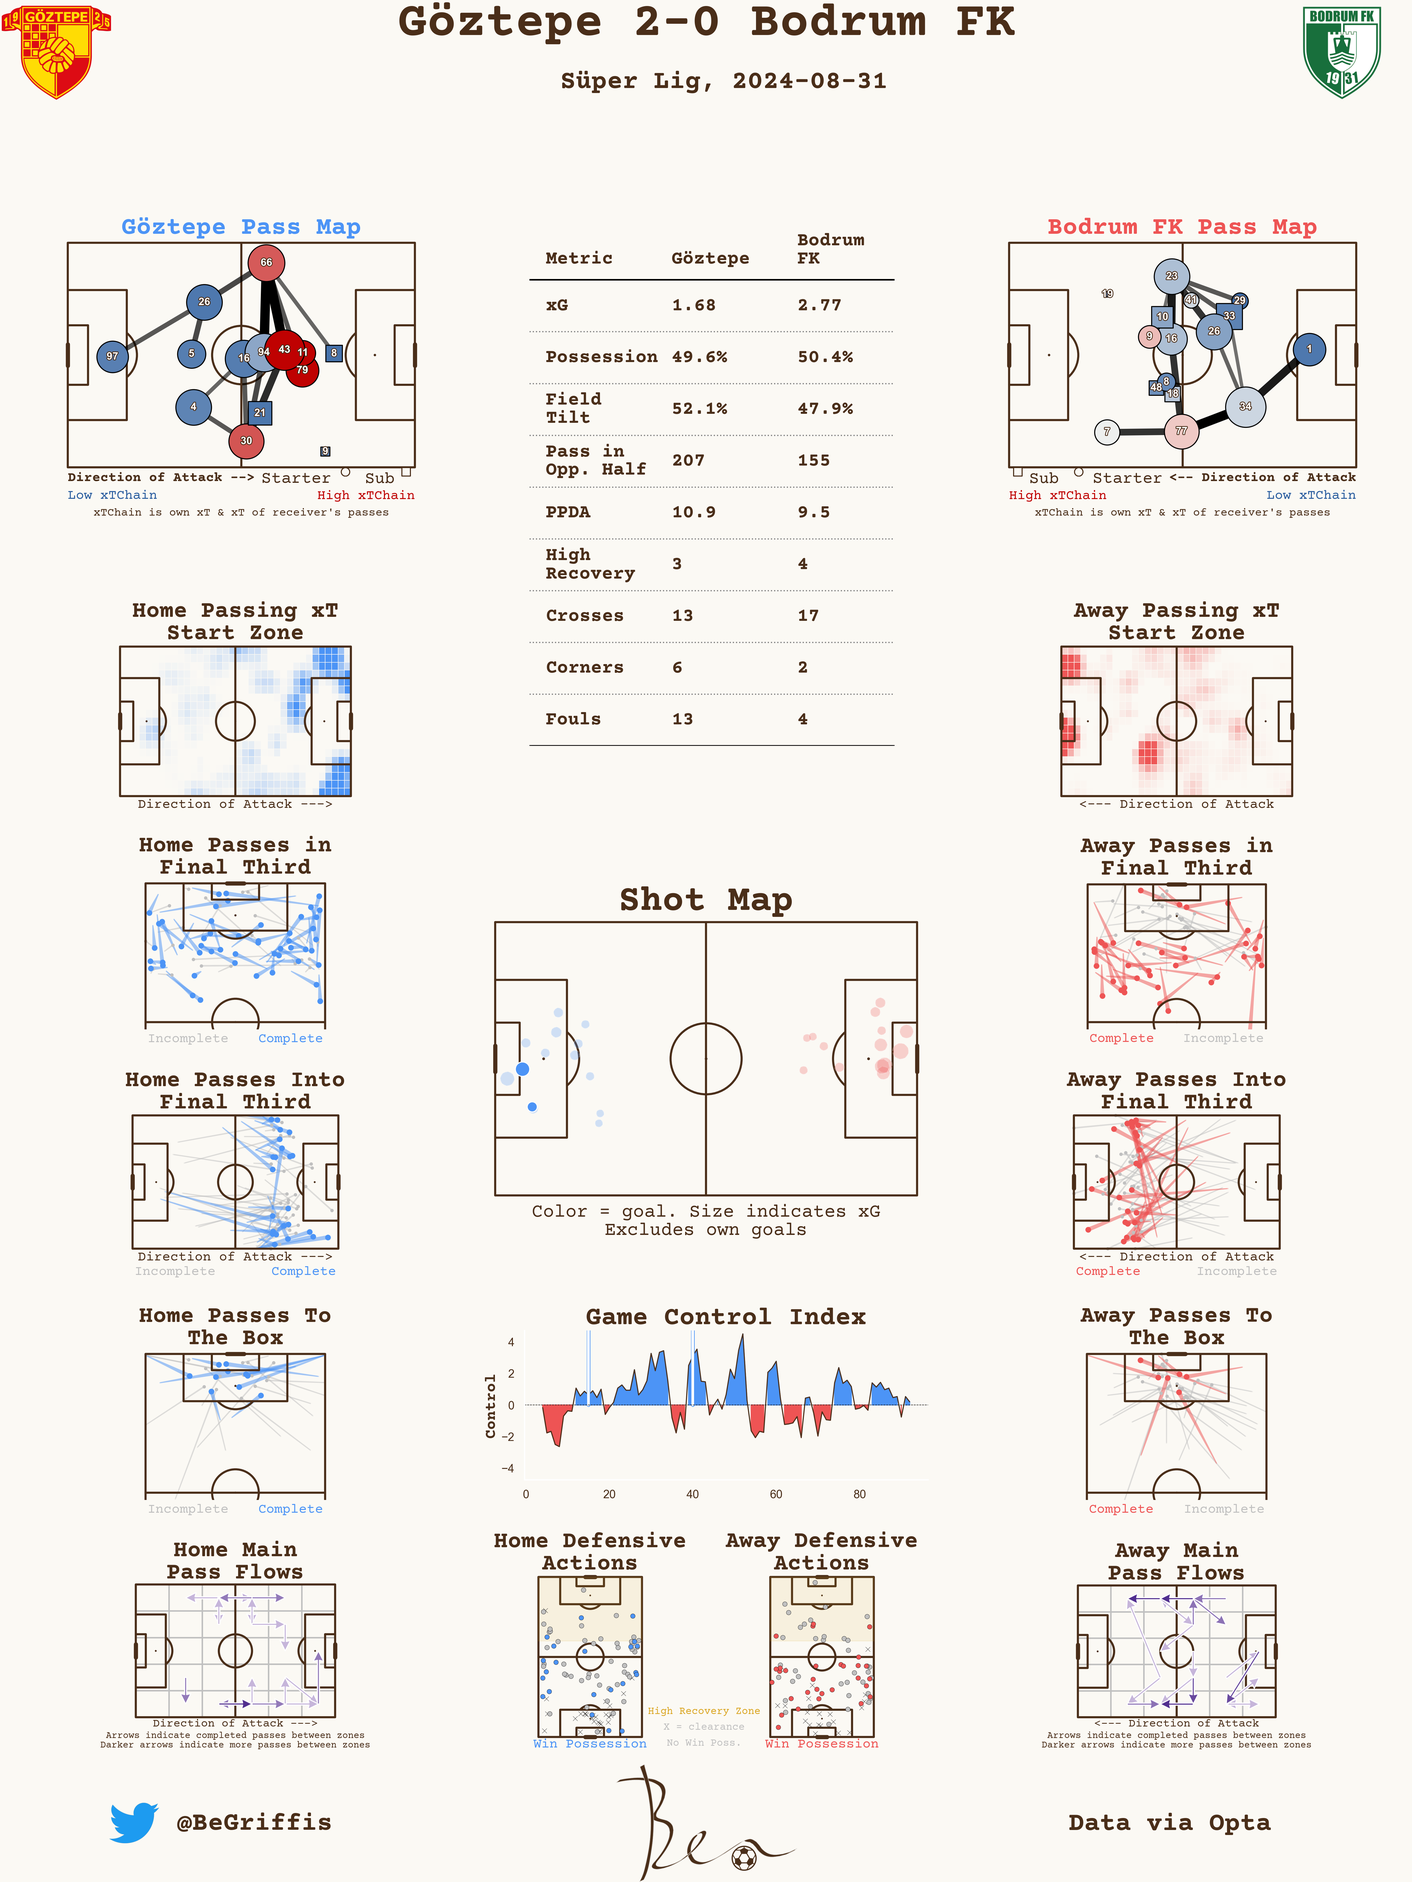 Göztepe 2-0 Bodrum FK
Süper Lig, 2024-08-31
GÖZTEPE
19 25
BODRUM FK
19 31
Göztepe Pass Map
66
26
97
5
16
94
43
11
79
8
4
21
30
9
Direction of Attack --> Starter Sub
Low xTChain High xTChain
xTChain is own xT & xT of receiver's passes
Metric Göztepe Bodrum FK
xG 1.68 2.77
Possession 49.6% 50.4%
Field Tilt 52.1% 47.9%
Pass in Opp. Half 207 155
PPDA 10.9 9.5
High Recovery 3 4
Crosses 13 17
Corners 6 2
Fouls 13 4
Bodrum FK Pass Map
23
19
41
29
10
33
26
9
16
1
8
48
18
34
7
77
Sub Starter <-- Direction of Attack
High xTChain Low xTChain
xTChain is own xT & xT of receiver's passes
Home Passing xT
Start Zone
Direction of Attack --->
Away Passing xT
Start Zone
<--- Direction of Attack
Home Passes in
Final Third
Incomplete Complete
Away Passes in
Final Third
Complete Incomplete
Shot Map
Color = goal. Size indicates xG
Excludes own goals
Home Passes Into
Final Third
Direction of Attack --->
Incomplete Complete
Away Passes Into
Final Third
<--- Direction of Attack
Complete Incomplete
Home Passes To
The Box
Incomplete Complete
Game Control Index
Control
4
2
0
−2
−4
0 20 40 60 80
Away Passes To
The Box
Complete Incomplete
Home Main
Pass Flows
Direction of Attack --->
Arrows indicate completed passes between zones
Darker arrows indicate more passes between zones
Home Defensive
Actions
Win Possession
Away Defensive
Actions
Win Possession
High Recovery Zone
X = clearance
No Win Poss.
Away Main
Pass Flows
<--- Direction of Attack
Arrows indicate completed passes between zones
Darker arrows indicate more passes between zones
@BeGriffis
Ben
Data via Opta